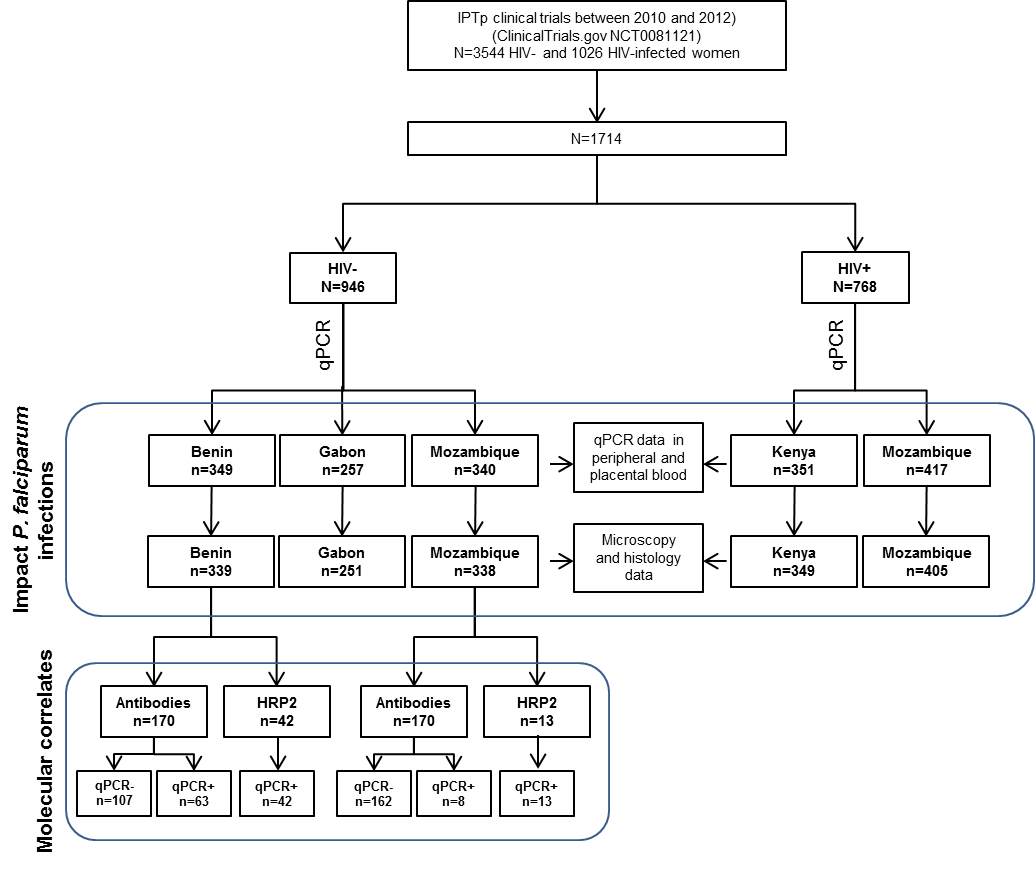 IPTp clinical trials between 2010 and 2012)
(ClinicalTrials.gov NCT0081121)
N=3544 HIV- and 1026 HIV-infected women
N=1714
HIV-
N=946
HIV+
N=768
qPCR
qPCR
Impact P. falciparum
infections
Benin
n=349
Gabon
n=257
Mozambique
n=340
qPCR data in
peripheral and
placental blood
Kenya
n=351
Mozambique
n=417
Benin
n=339
Gabon
n=251
Mozambique
n=338
Microscopy
and histology
data
Kenya
n=349
Mozambique
n=405
Molecular correlates
Antibodies
n=170
HRP2
n=42
Antibodies
n=170
HRP2
n=13
qPCR-
n=107
qPCR+
n=63
qPCR+
n=42
qPCR-
n=162
qPCR+
n=8
qPCR+
n=13